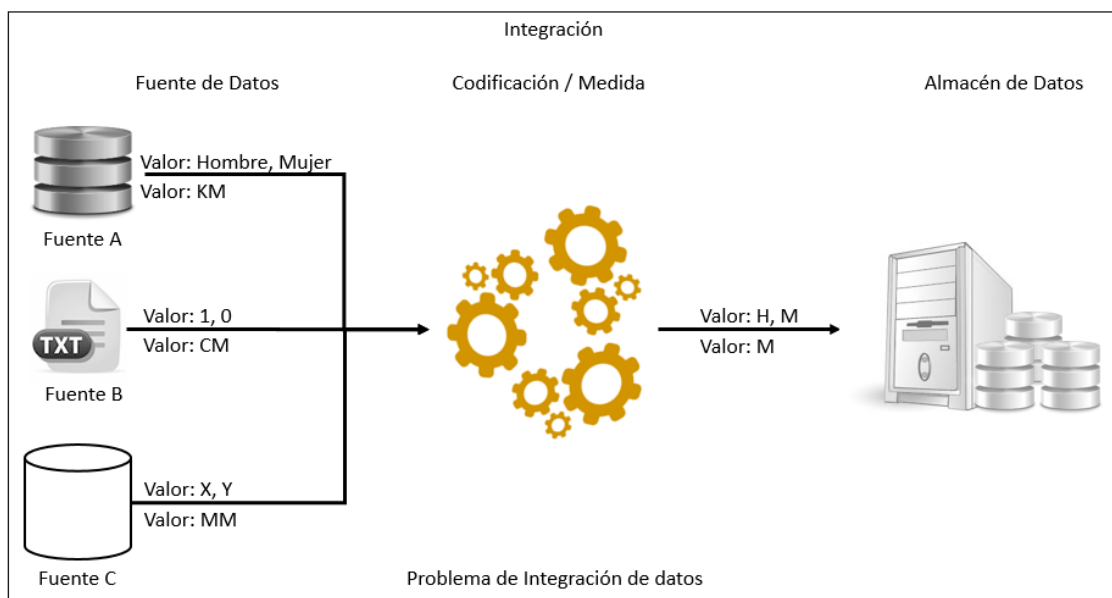 Integración
Fuente de Datos
Codificación / Medida
Almacén de Datos
Valor: Hombre, Mujer
Valor: KM
Fuente A
Valor: 1, 0
Valor: CM
TXT
Fuente B
Valor: X, Y
Valor: MM
Fuente C
Valor: H, M
Valor: M
Problema de Integración de datos